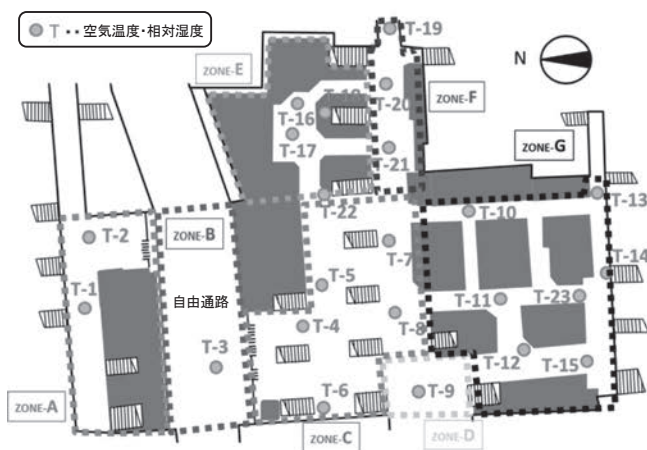 T・・空気温度・相対湿度
T-19
N
ZONE-E
T-20
ZONE-F
T-16
T-18
T-17
T-21
ZONE-G
T-22
T-13
T-10
T-2
ZONE-B
T-7
T-14
T-5
T-1
自由通路
T-11
T-23
T-4
T-8
T-3
T-12
T-15
T-6
T-9
ZONE-A
ZONE-C
ZONE-D